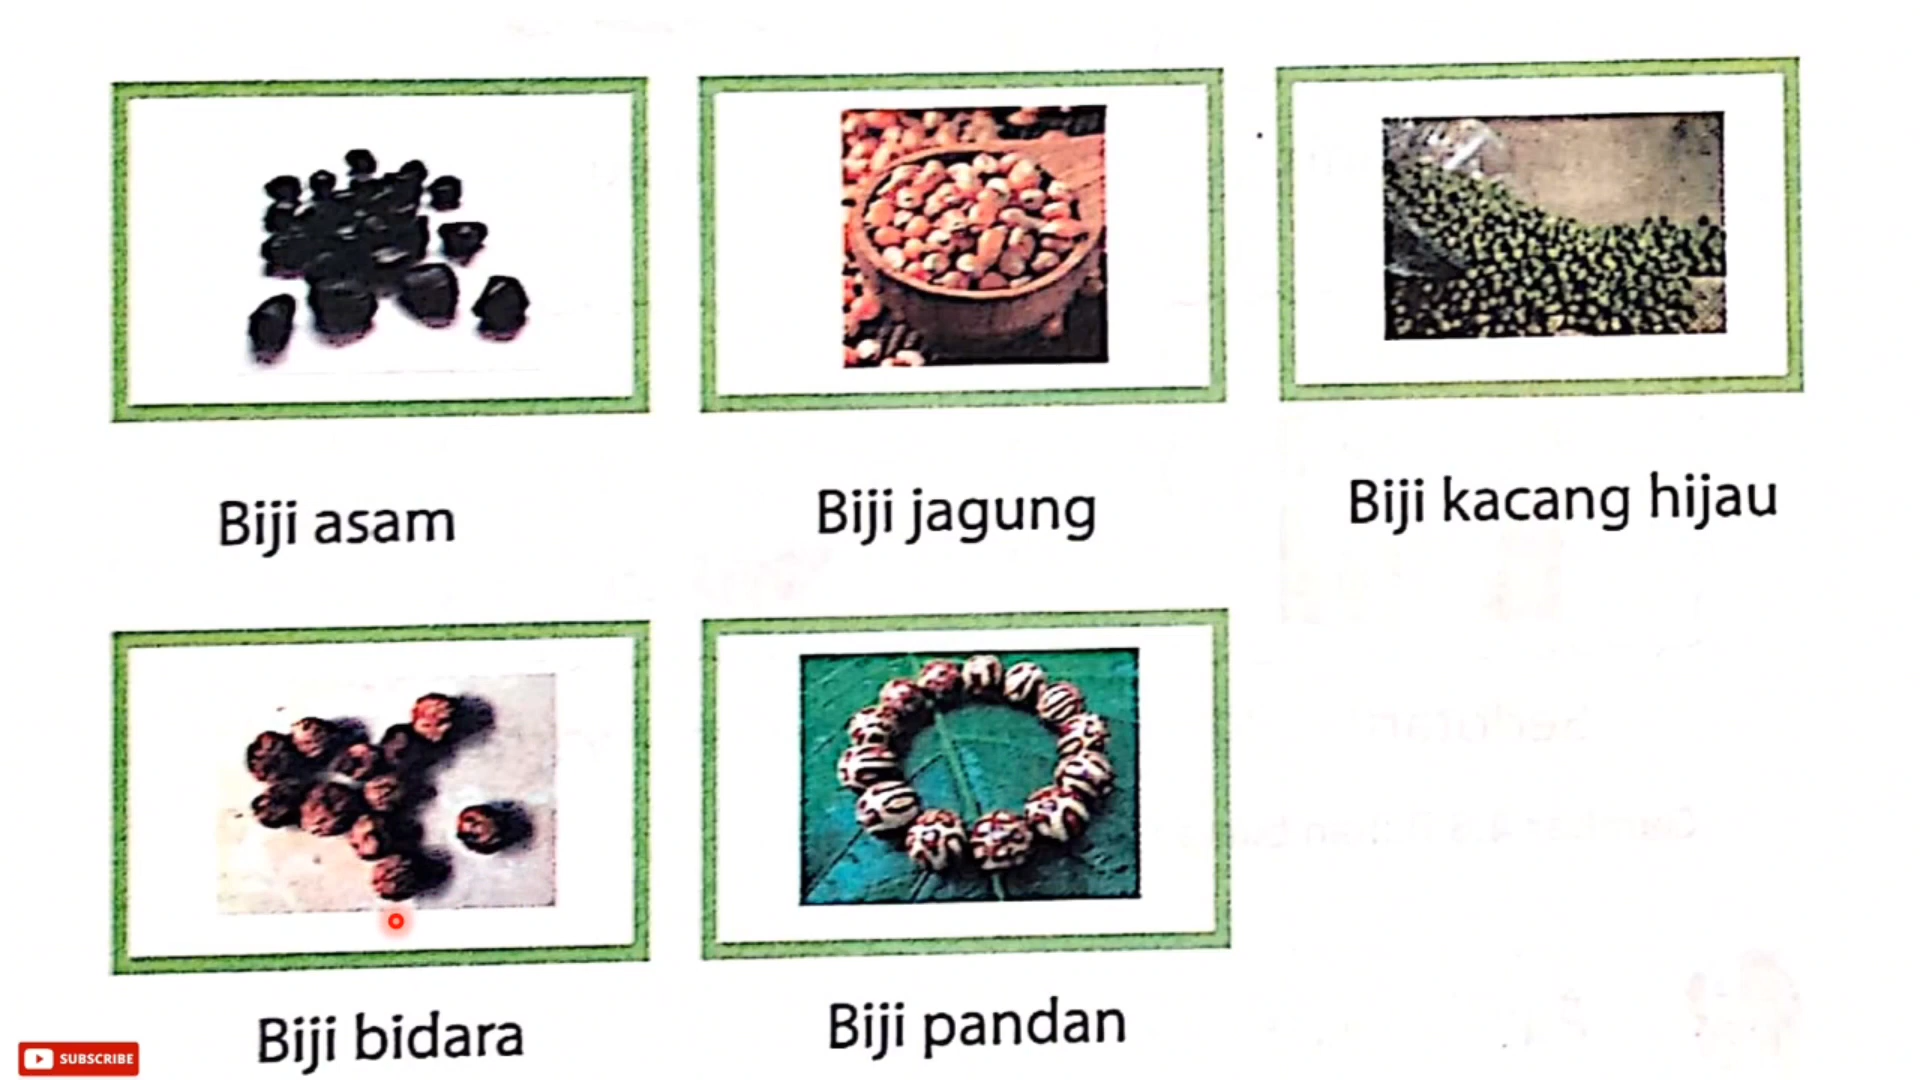 Biji asam
Biji jagung
Biji kacang hijau
Biji bidara
Biji pandan
SUBSCRIBE